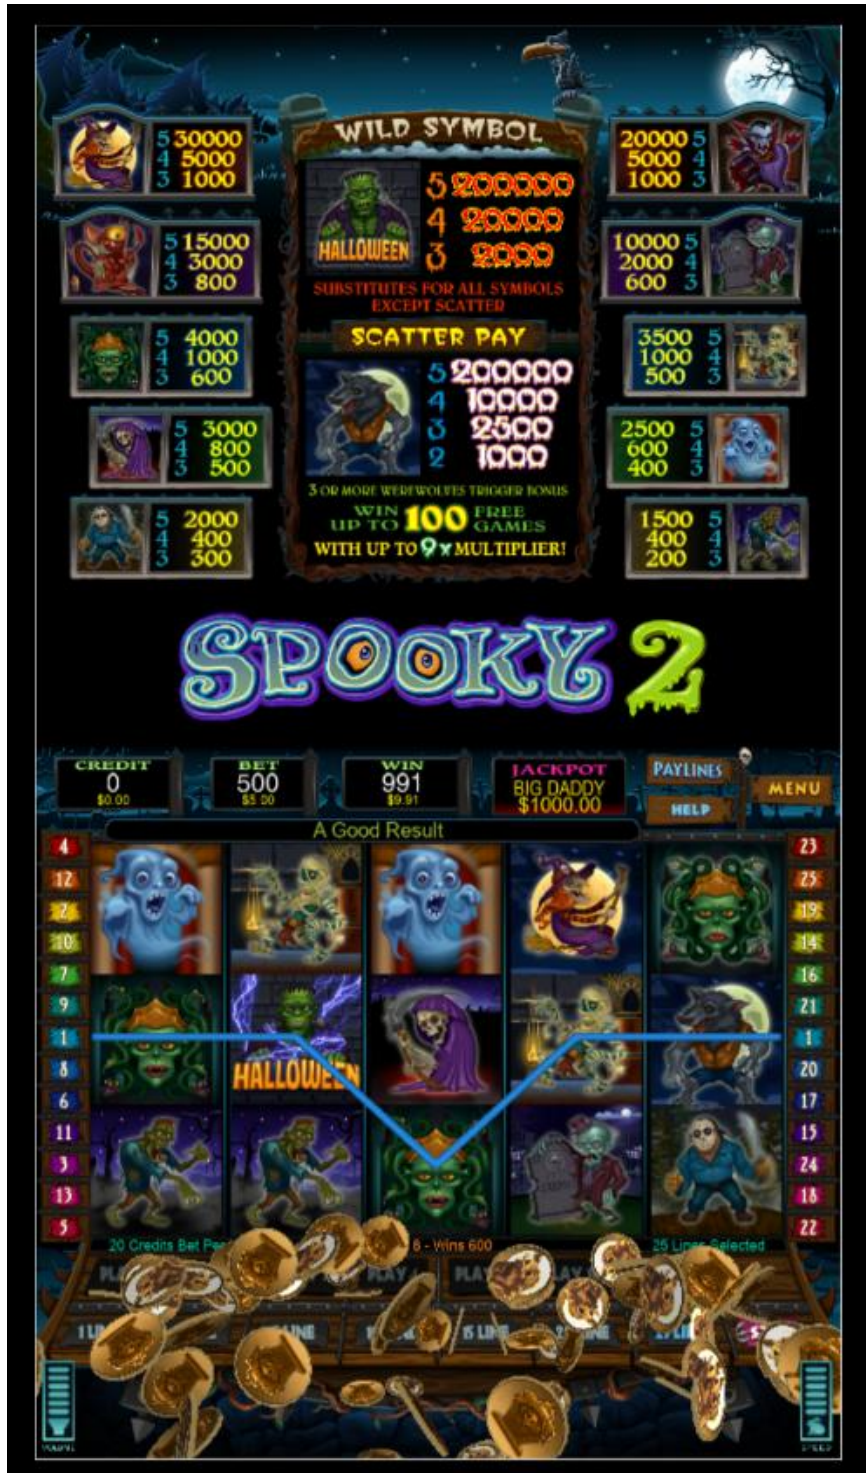 WILD SYMBOL
5 30000
4 5000
3 1000
HALLOWEEN
5 200000
4 20000
3 2000
20000 5
5000 4
1000 3
5 15000
4 3000
3 800
SUBSTITUTES FOR ALL SYMBOLS
EXCEPT SCATTER
10000 5
2000 4
600 3
5 4000
4 1000
3 600
SCATTER PAY
5 200000
4 10000
3 2500
2 1000
3500 5
1000 4
500 3
5 3000
4 800
3 500
2500 5
600 4
400 3
3 OR MORE WEREWOLVES TRIGGER BONUS
WIN UP TO 100 FREE GAMES
WITH UP TO 9x MULTIPLIER!
5 2000
4 400
3 300
1500 5
400 4
200 3
SPOOKY 2
CREDIT
0
$0.00
BET
500
$5.00
WIN
991
$9.91
JACKPOT
BIG DADDY
$1000.00
PAYLINES
HELP
MENU
A Good Result
4 23
12 25
2 19
10 14
7 16
9 21
1 1
HALLOWEEN
8 20
6 17
11 15
3 24
13 18
5 22
20 Credits Bet Per
8 - Wins 600
25 Lines Selected
PLAY
1 LINE
15 LINE
VOLUME
SPEED